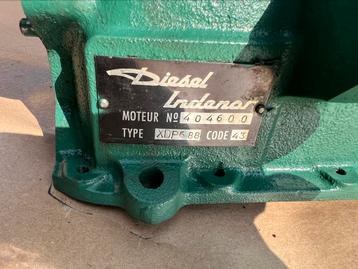 Diesel
Indenor
MOTEUR Nº 404600
TYPE XDP6.88 CODE 43